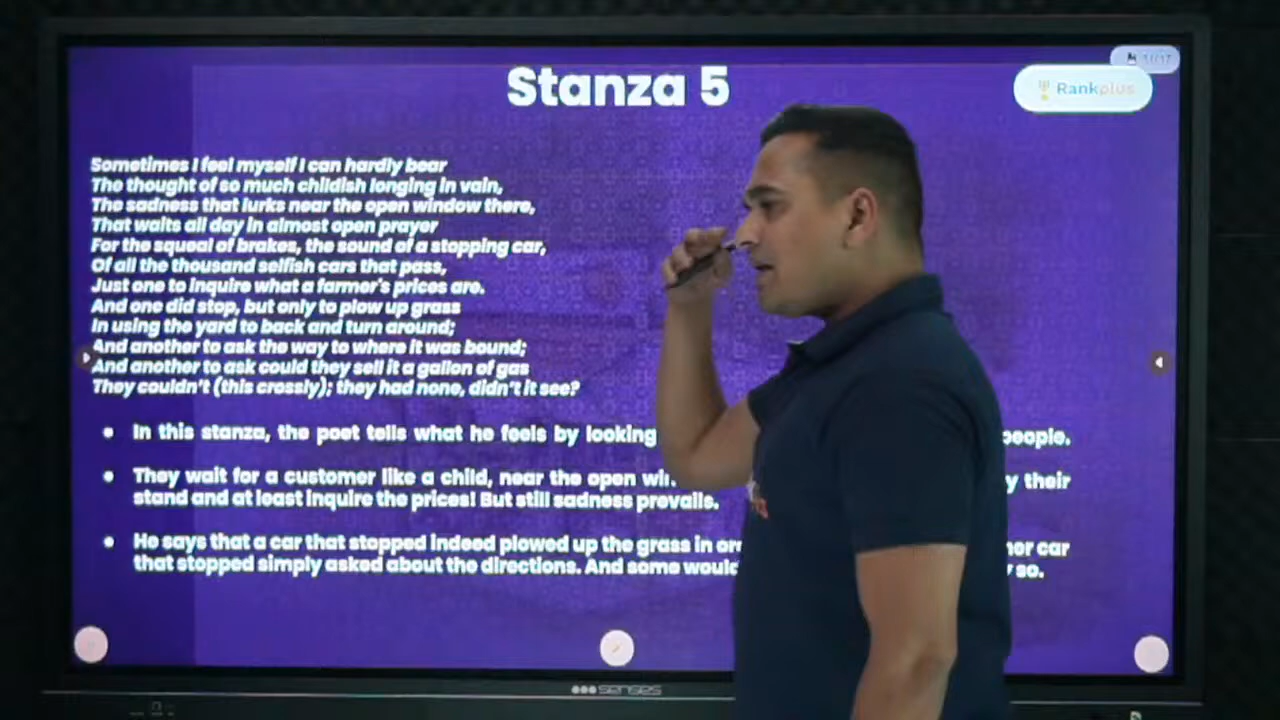 Stanza 5
Rankplus
Sometimes I feel myself I can hardly bear
The thought of so much childish longing in vain,
The sadness that lurks near the open window there,
That waits all day in almost open prayer
For the squeal of brakes, the sound of a stopping car,
Of all the thousand selfish cars that pass,
Just one to inquire what a farmer's prices are.
And one did stop, but only to plow up grass
In using the yard to back and turn around;
And another to ask the way to where it was bound;
And another to ask could they sell it a gallon of gas
They couldn't (this crossly); they had none, didn't it see?
• In this stanza, the poet tells what he feels by looking people.
• They wait for a customer like a child, near the open their
stand and at least inquire the prices! But still sadness prevails.
• He says that a car that stopped indeed plowed up the grass in car
that stopped simply asked about the directions. And some so.
senses